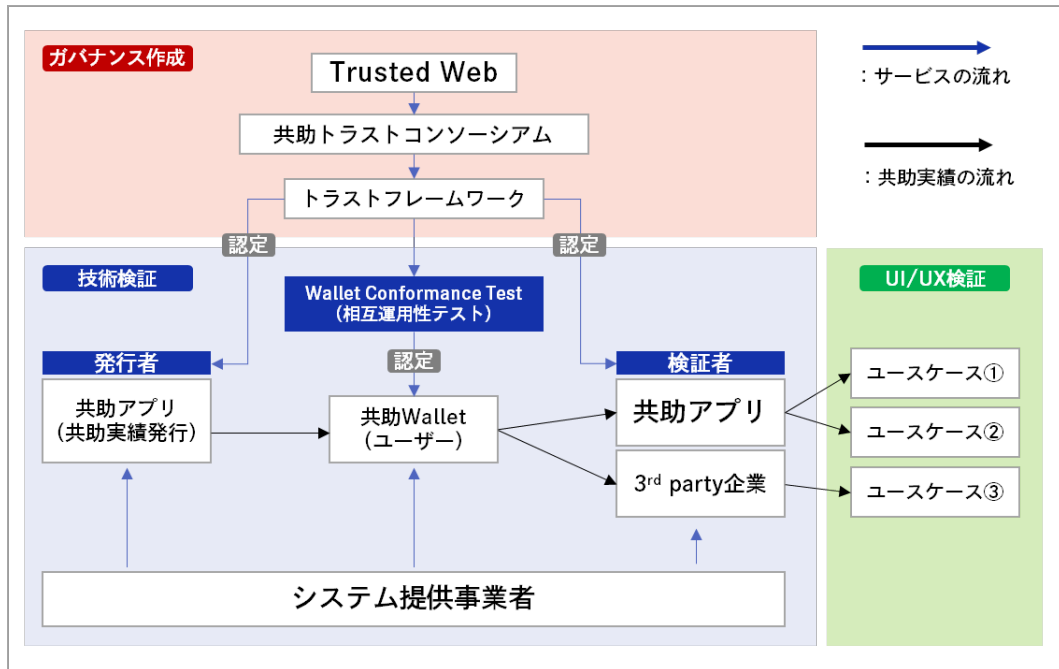 ガバナンス作成
Trusted Web
共助トラストコンソーシアム
トラストフレームワーク
：サービスの流れ
：共助実績の流れ
認定
認定
技術検証
Wallet Conformance Test
（相互運用性テスト）
認定
発行者
共助アプリ
（共助実績発行）
共助Wallet
（ユーザー）
検証者
共助アプリ
3rd party企業
システム提供事業者
UI/UX検証
ユースケース①
ユースケース②
ユースケース③